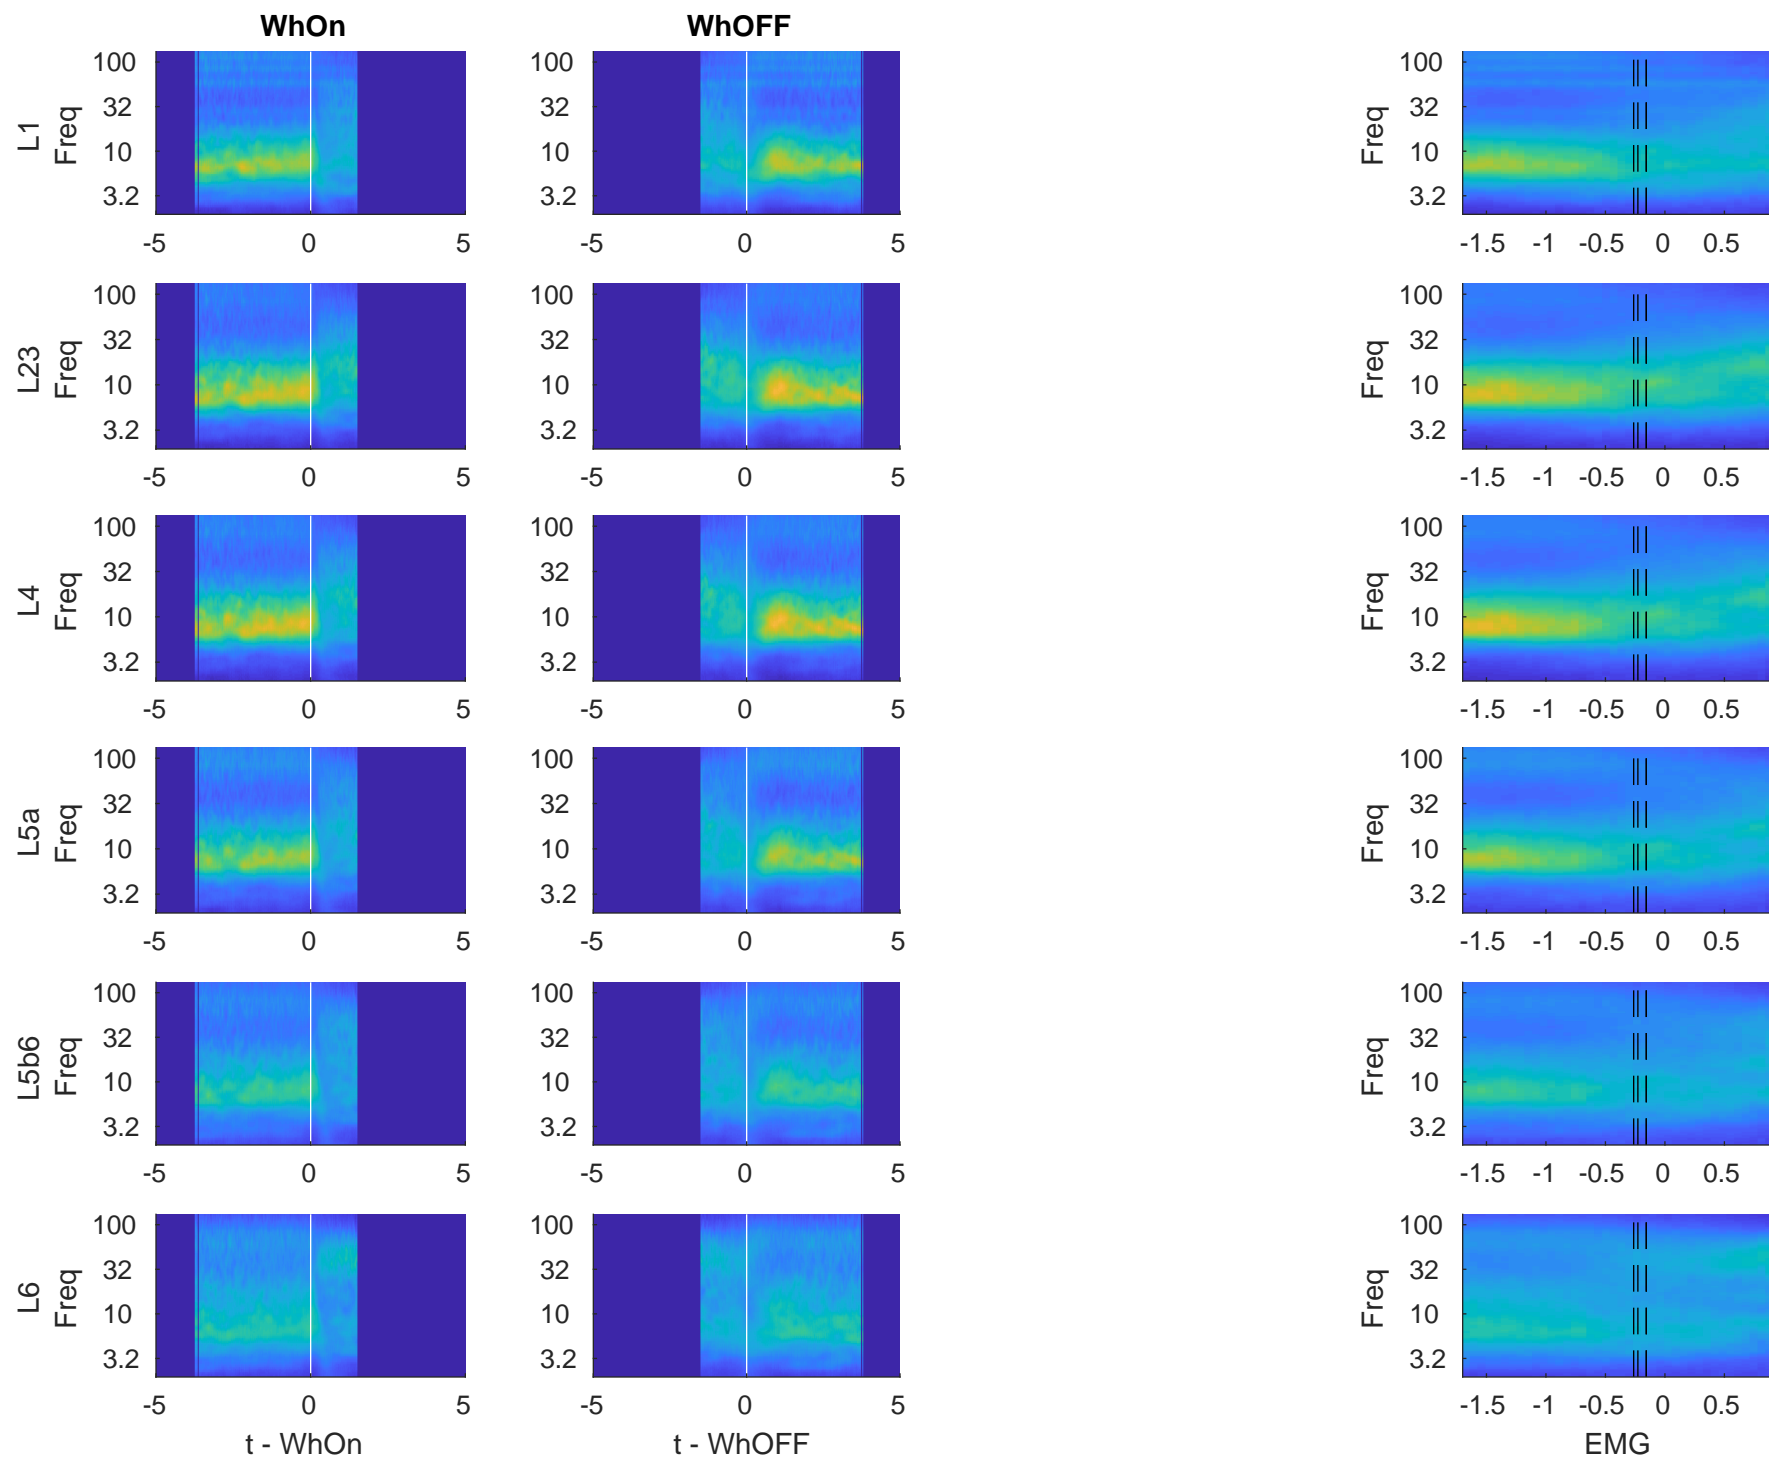 WhOn WhOFF
L1 Freq 100 32 10 3.2 100 32 10 3.2 Freq 100 32 10 3.2
-5 0 5 -5 0 5 -1.5 -1 -0.5 0 0.5
L23 Freq 100 32 10 3.2 100 32 10 3.2 Freq 100 32 10 3.2
-5 0 5 -5 0 5 -1.5 -1 -0.5 0 0.5
L4 Freq 100 32 10 3.2 100 32 10 3.2 Freq 100 32 10 3.2
-5 0 5 -5 0 5 -1.5 -1 -0.5 0 0.5
L5a Freq 100 32 10 3.2 100 32 10 3.2 Freq 100 32 10 3.2
-5 0 5 -5 0 5 -1.5 -1 -0.5 0 0.5
L5b6 Freq 100 32 10 3.2 100 32 10 3.2 Freq 100 32 10 3.2
-5 0 5 -5 0 5 -1.5 -1 -0.5 0 0.5
L6 Freq 100 32 10 3.2 100 32 10 3.2 Freq 100 32 10 3.2
-5 0 5 -5 0 5 -1.5 -1 -0.5 0 0.5
t - WhOn t - WhOFF EMG